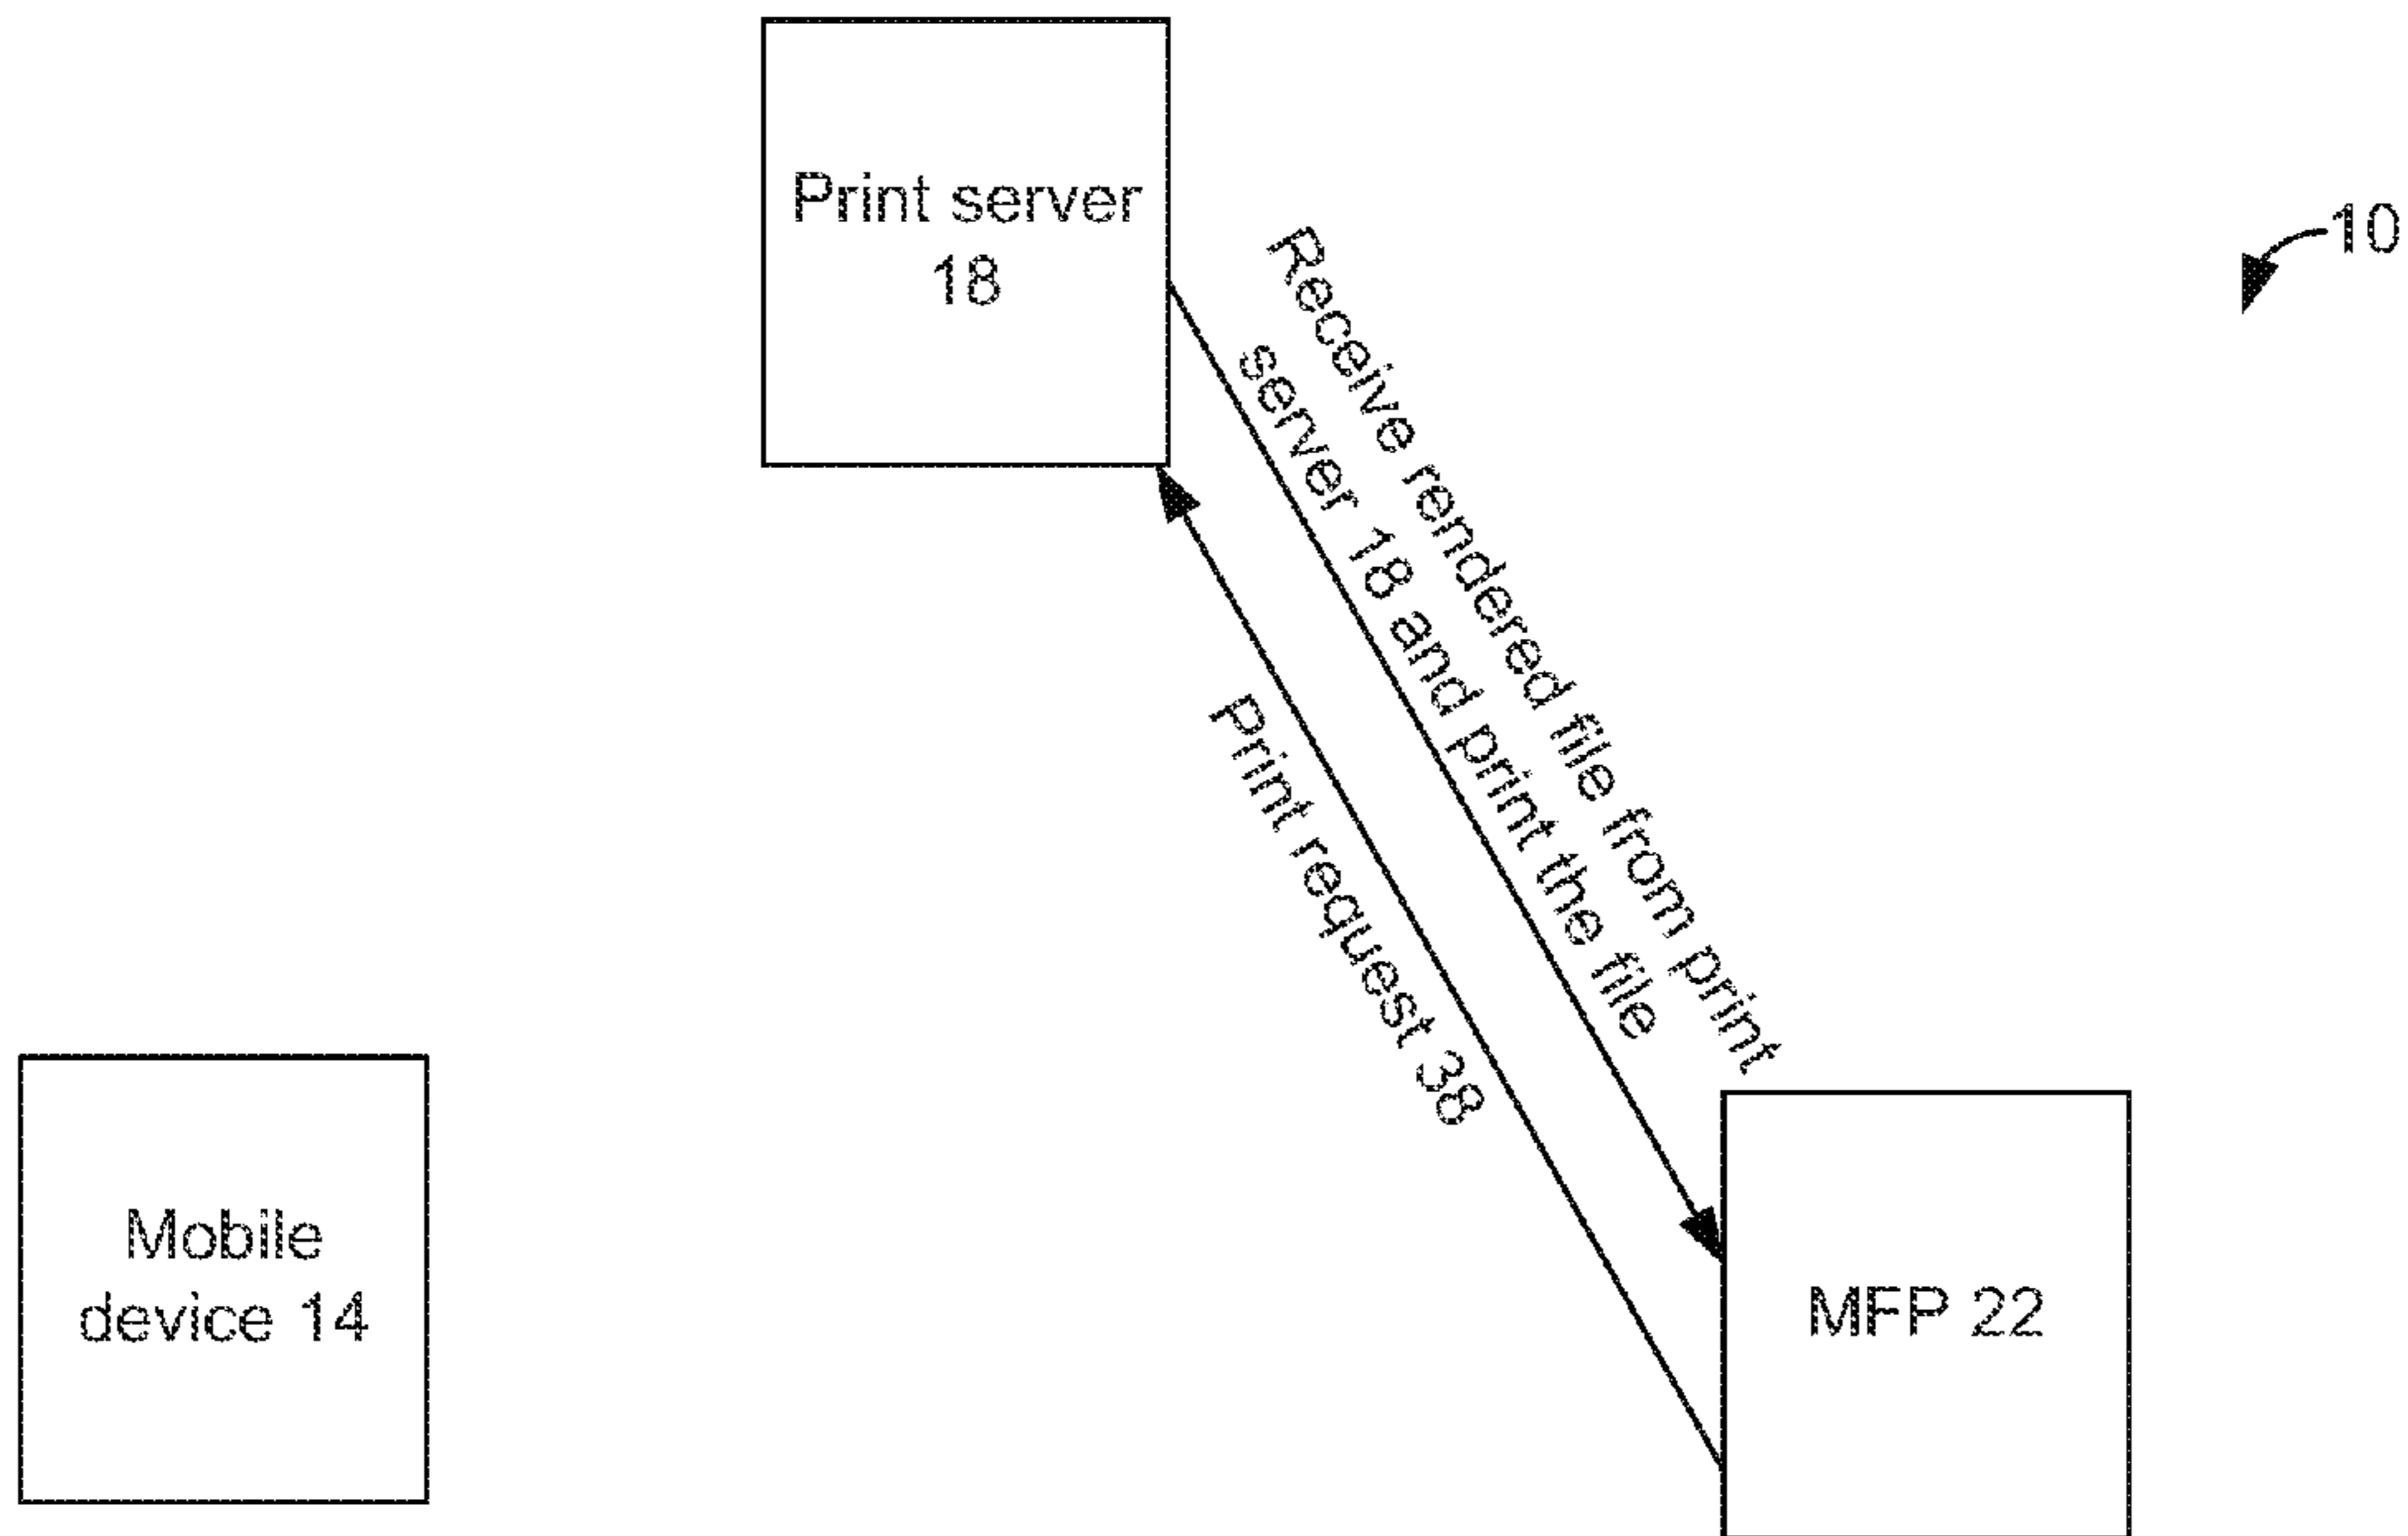 Print server
18
10
Receive rendered file from print
server 18 and print the file
Print request 38
Mobile
device 14
MFP 22